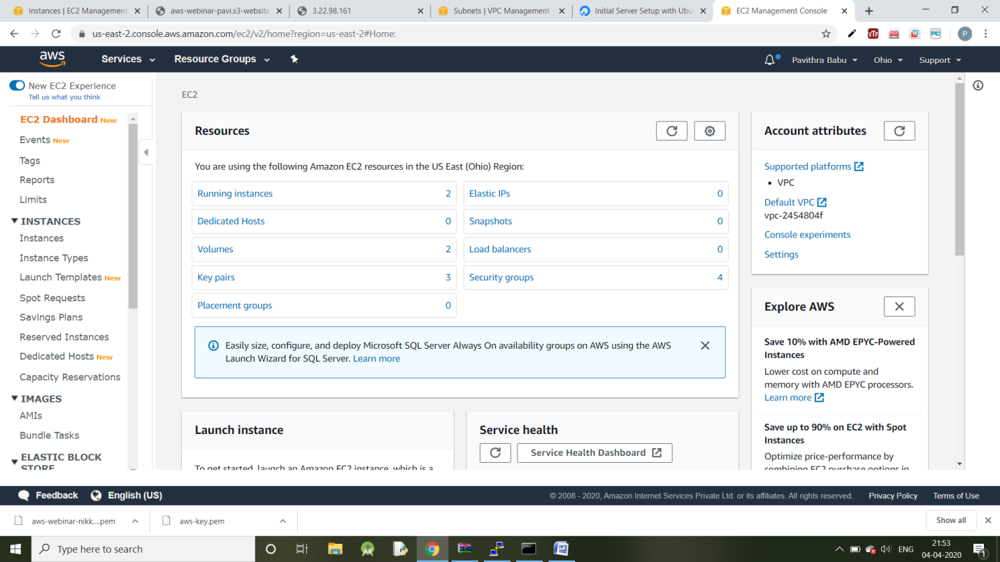 Instances | EC2 Management
aws-webinar-pavi.s3-website
3.22.98.161
Subnets | VPC Management
Initial Server Setup with Ubu
EC2 Management Console
us-east-2.console.aws.amazon.com/ec2/v2/home?region=us-east-2#Home:
YTF
PDF
PC
P
aws
Services
Resource Groups
Pavithra Babu
Ohio
Support
New EC2 Experience
Tell us what you think
EC2 Dashboard New
Events New
Tags
Reports
Limits
INSTANCES
Instances
Instance Types
Launch Templates New
Spot Requests
Savings Plans
Reserved Instances
Dedicated Hosts New
Capacity Reservations
IMAGES
AMIs
Bundle Tasks
ELASTIC BLOCK
STORE
EC2
Resources
You are using the following Amazon EC2 resources in the US East (Ohio) Region:
Running instances 2
Elastic IPs 0
Dedicated Hosts 0
Snapshots 0
Volumes 2
Load balancers 0
Key pairs 3
Security groups 4
Placement groups 0
Easily size, configure, and deploy Microsoft SQL Server Always On availability groups on AWS using the AWS
Launch Wizard for SQL Server. Learn more
Launch instance
To get started, launch an Amazon EC2 instance, which is a
Service health
Service Health Dashboard
Account attributes
Supported platforms
• VPC
Default VPC
vpc-2454804f
Console experiments
Settings
Explore AWS
Save 10% with AMD EPYC-Powered
Instances
Lower cost on compute and
memory with AMD EPYC processors.
Learn more
Save up to 90% on EC2 with Spot
Instances
Optimize price-performance by
combining EC2 purchase options in
Feedback
English (US)
© 2008 - 2020, Amazon Internet Services Private Ltd. or its affiliates. All rights reserved.
Privacy Policy
Terms of Use
aws-webinar-nikk....pem
aws-key.pem
Show all
Type here to search
ENG
21:53
04-04-2020
1